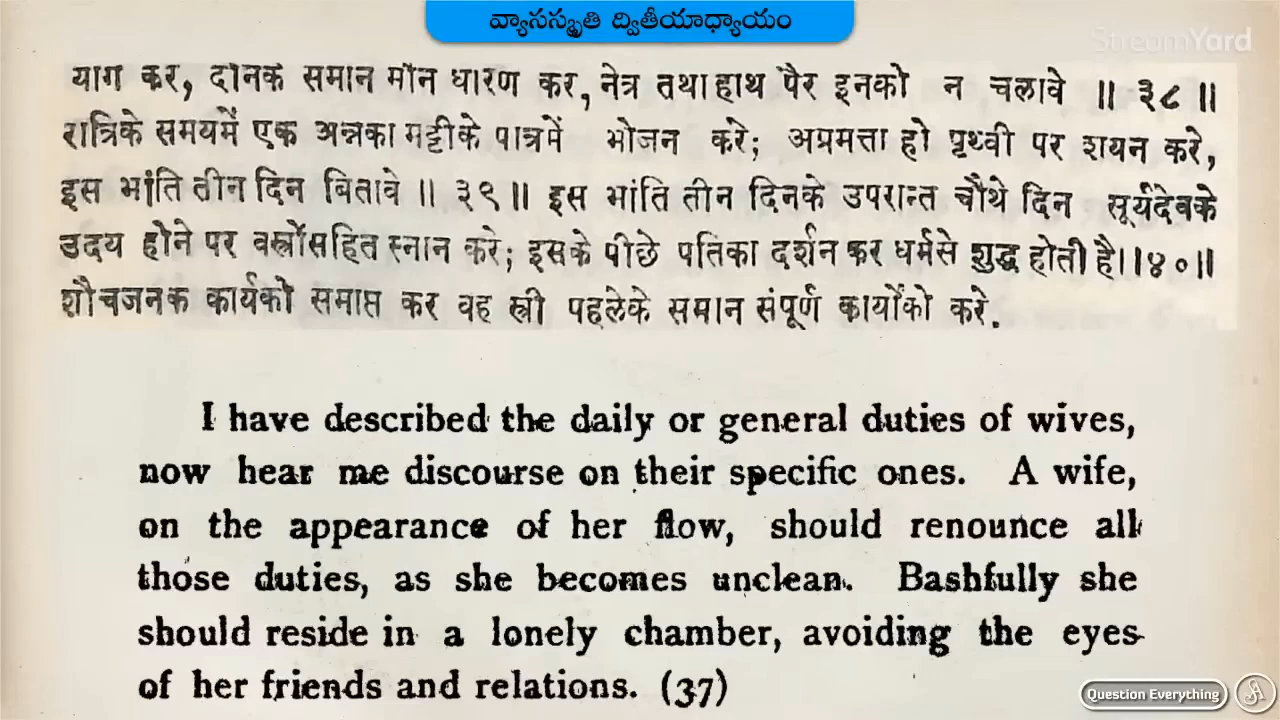 వ్యాసస్మృతి ద్వితీయాధ్యాయం
StreamYard
याग कर, दीनके समान मौन धारण कर, नेत्र तथा हाथ पैर इनको न चलावे ॥ ३८ ॥
रात्रिके समयमें एक अन्नका मट्टीके पात्रमें भोजन करे; अप्रमत्ता हो पृथ्वी पर शयन करे,
इस भांति तीन दिन बितावे ॥ ३९ ॥ इस भांति तीन दिनके उपरान्त चौथे दिन सूर्यदेवके
उदय होने पर वस्त्रोंसहित स्नान करे; इसके पीछे पतिका दर्शन कर धर्मसे शुद्ध होती है।।४०॥
शौचजनक कार्यको समाप्त कर वह स्त्री पहलेके समान संपूर्ण कार्योंको करे.
I have described the daily or general duties of wives,
now hear me discourse on their specific ones. A wife,
on the appearance of her flow, should renounce all
those duties, as she becomes unclean. Bashfully she
should reside in a lonely chamber, avoiding the eyes
of her friends and relations. (37)
Question Everything